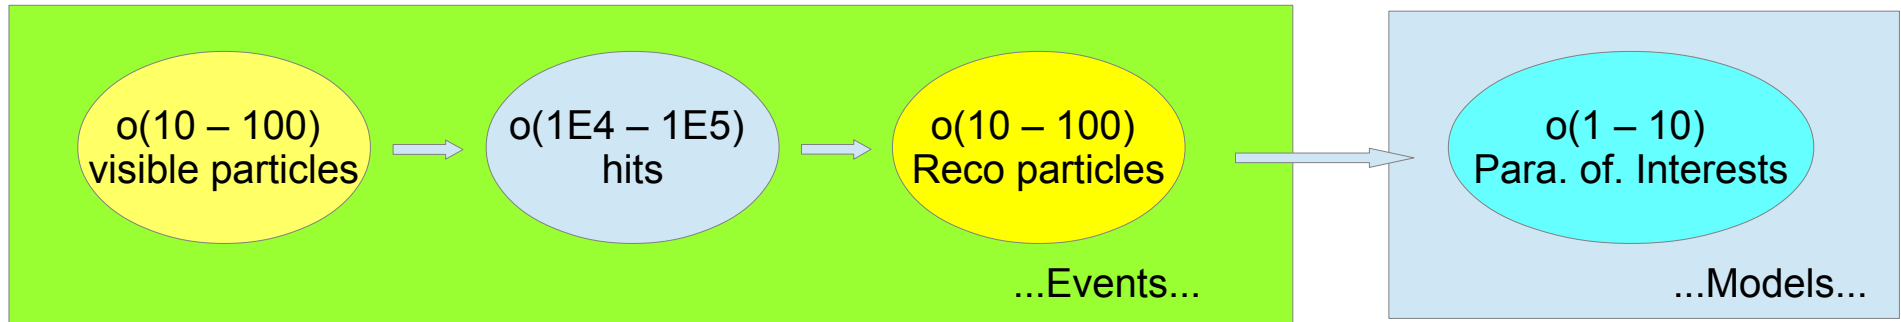 o(10 – 100)
visible particles
o(1E4 – 1E5)
hits
o(10 – 100)
Reco particles
...Events...
o(1 – 10)
Para. of. Interests
...Models...